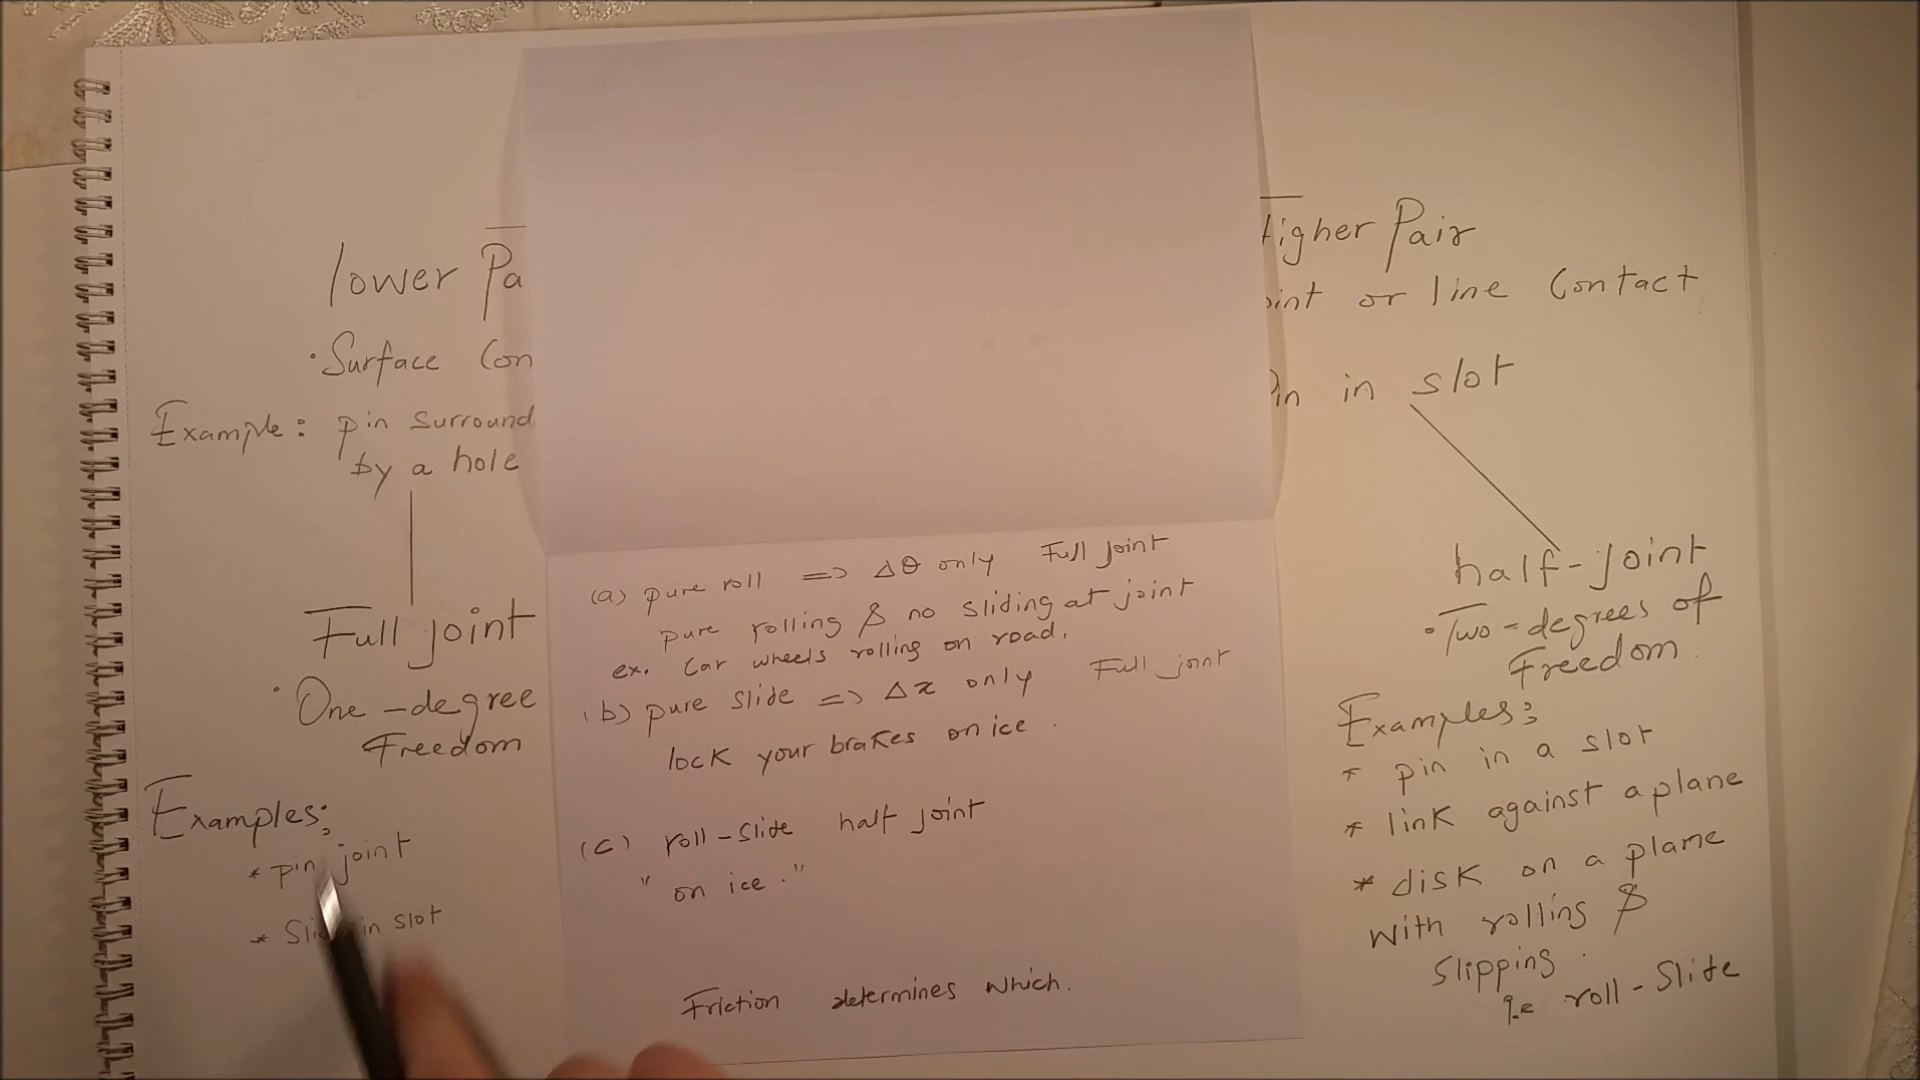 lower Pa
Surface Con
Example: pin surround
by a hole
Full joint
One-degree
Freedom
Examples:
* pin joint
* in slot
(a) pure roll => Δθ only Full joint
pure rolling & no sliding at joint
ex. Car wheels rolling on road.
(b) pure slide => Δx only Full joint
lock your brakes on ice.
(c) roll-slide half joint
"on ice."
Friction determines which.
igher Pair
oint or line Contact
in in slot
half-joint
Two-degrees of
Freedom.
Examples:
* pin in a slot
* link against a plane
* disk on a plane
With rolling &
Slipping.
i.e roll-Slide